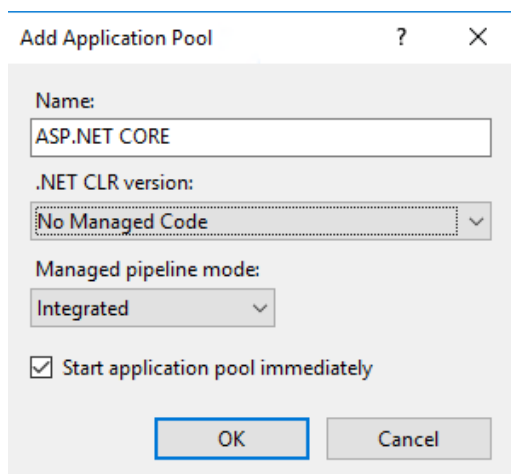 Add Application Pool
?
Name:
ASP.NET CORE
.NET CLR version:
No Managed Code
Managed pipeline mode:
Integrated
Start application pool immediately
OK
Cancel